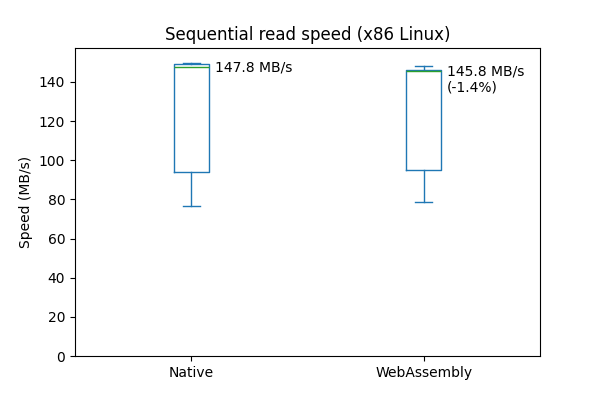 Sequential read speed (x86 Linux)
147.8 MB/s
145.8 MB/s
(-1.4%)
140
120
100
80
60
40
20
0
Speed (MB/s)
Native
WebAssembly